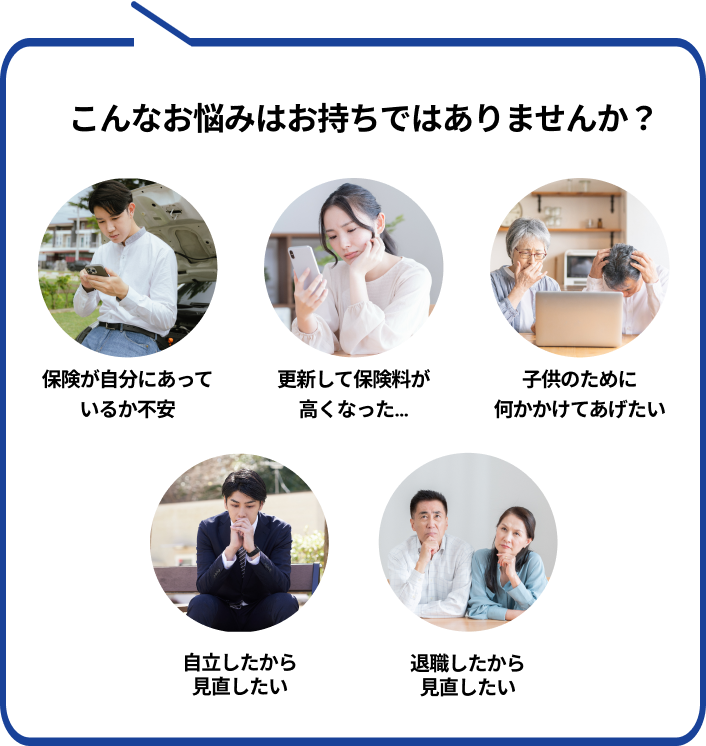 こんなお悩みはお持ちではありませんか？
保険が自分にあって
いるか不安
更新して保険料が
高くなった...
子供のために
何かかけてあげたい
自立したから
見直したい
退職したから
見直したい